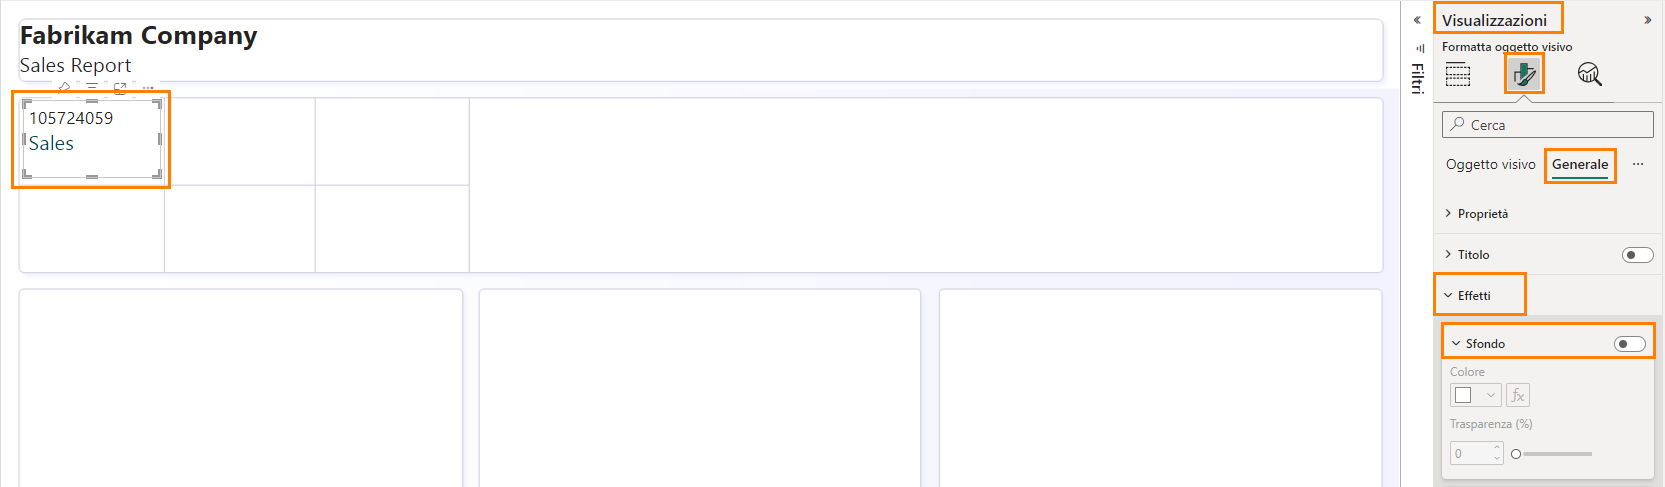 Fabrikam Company
Sales Report
105724059
Sales
Filtri
Visualizzazioni
Formatta oggetto visivo
Cerca
Oggetto visivo
Generale
Proprietà
Titolo
Effetti
Sfondo
Colore
fx
Trasparenza (%)
0